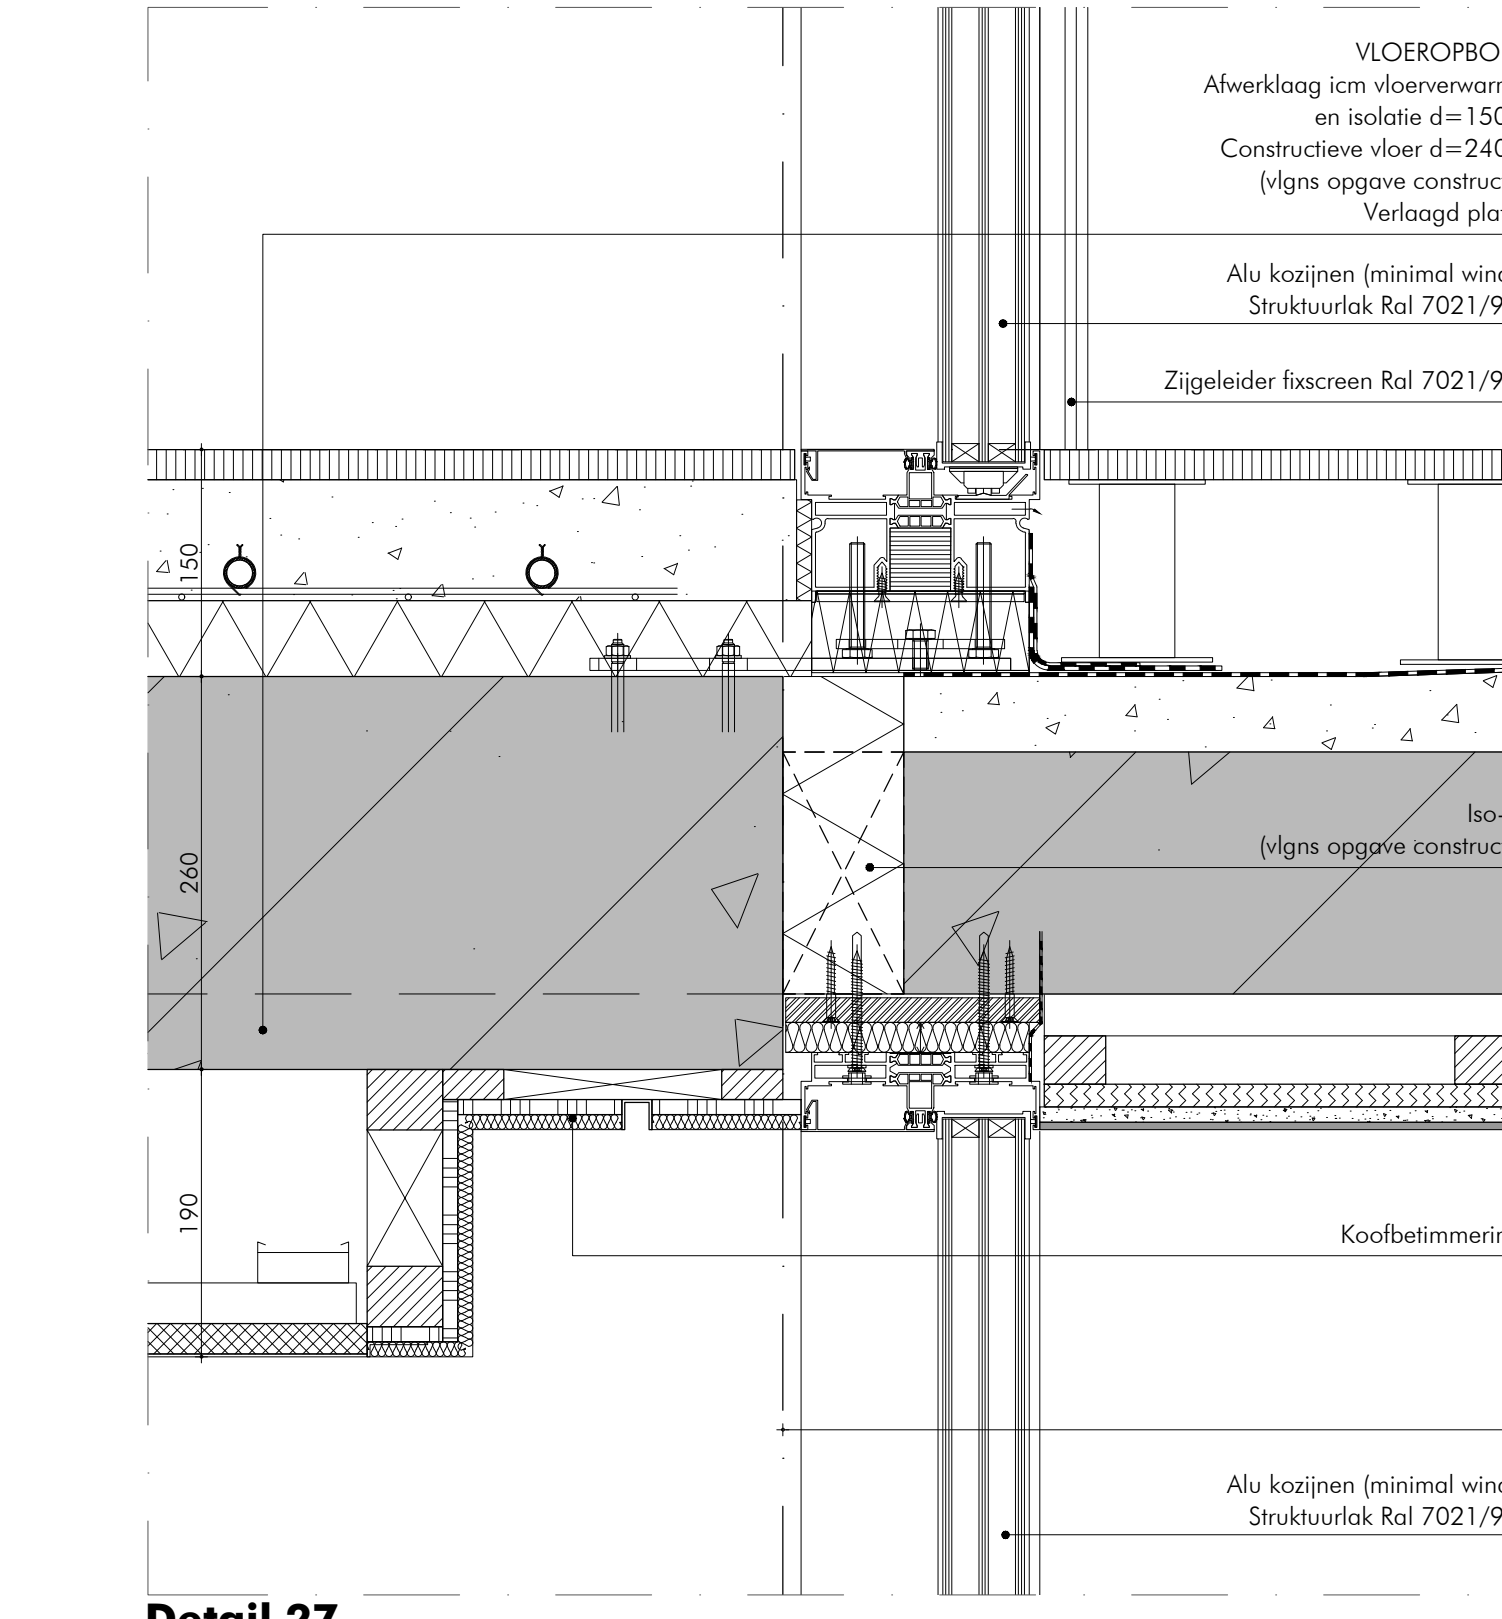 VLOEROPBO
Afwerklaag icm vloerverwarm
en isolatie d=150
Constructieve vloer d=240
(vlgns opgave construc
Verlaagd pla
Alu kozijnen (minimal wind
Struktuurlak Ral 7021/9
Zijgeleider fixscreen Ral 7021/9
150
260
Iso-
(vlgns opgave construc
190
Koofbetimmerin
Alu kozijnen (minimal wind
Struktuurlak Ral 7021/9
Detail 27